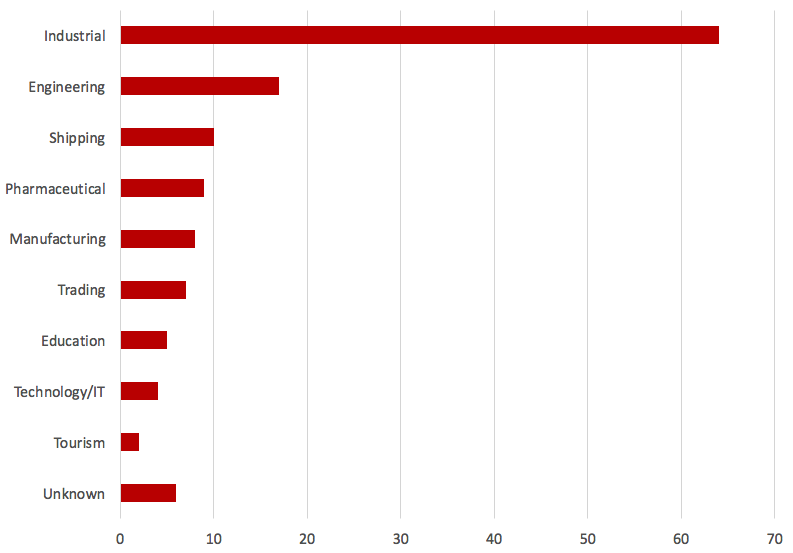 Industrial
Engineering
Shipping
Pharmaceutical
Manufacturing
Trading
Education
Technology/IT
Tourism
Unknown
0 10 20 30 40 50 60 70